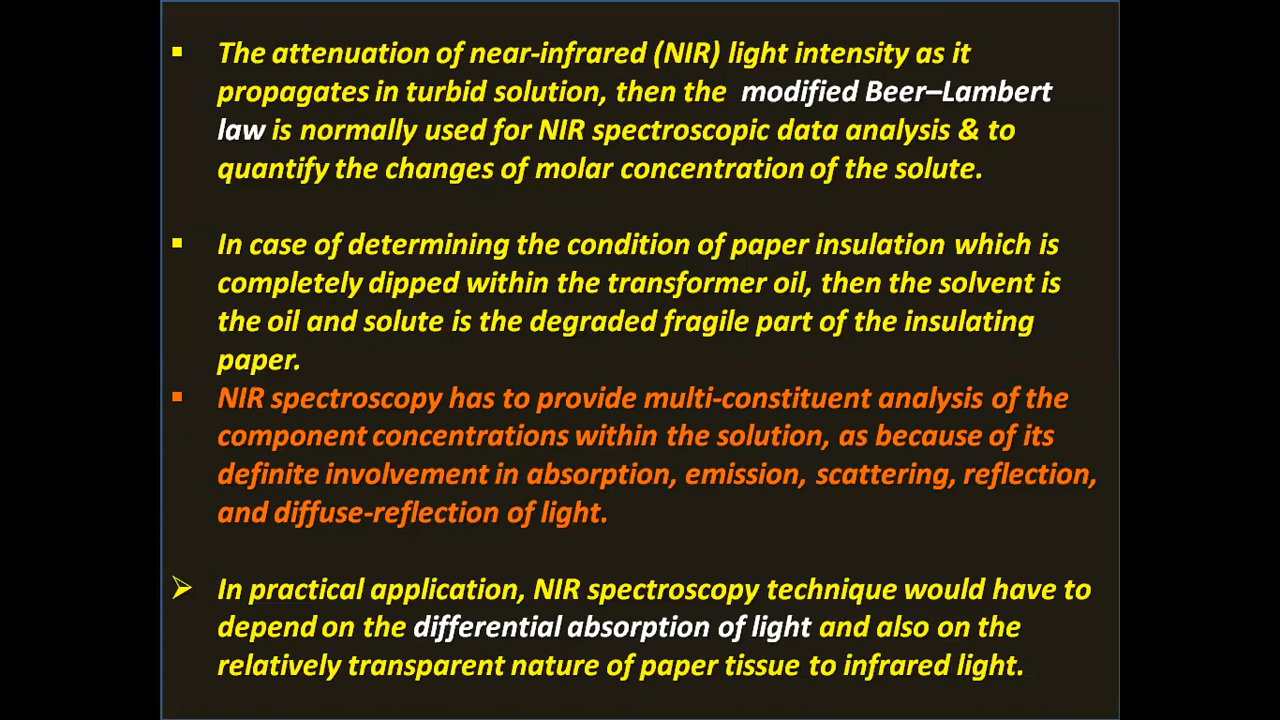 ▪ The attenuation of near-infrared (NIR) light intensity as it
propagates in turbid solution, then the modified Beer–Lambert
law is normally used for NIR spectroscopic data analysis & to
quantify the changes of molar concentration of the solute.
▪ In case of determining the condition of paper insulation which is
completely dipped within the transformer oil, then the solvent is
the oil and solute is the degraded fragile part of the insulating
paper.
▪ NIR spectroscopy has to provide multi-constituent analysis of the
component concentrations within the solution, as because of its
definite involvement in absorption, emission, scattering, reflection,
and diffuse-reflection of light.
➢ In practical application, NIR spectroscopy technique would have to
depend on the differential absorption of light and also on the
relatively transparent nature of paper tissue to infrared light.